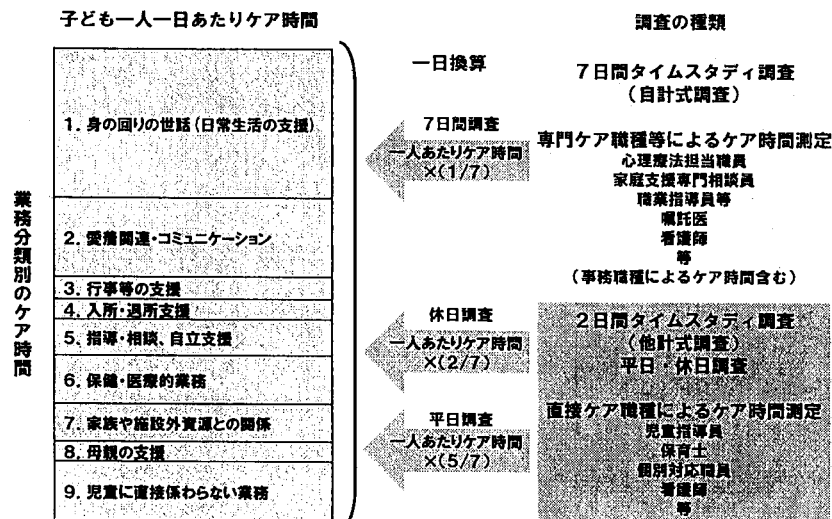 子ども一人一日あたりケア時間
業務分類別のケア時間
1. 身の回りの世話(日常生活の支援)
2. 愛着関連・コミュニケーション
3. 行事等の支援
4. 入所・退所支援
5. 指導・相談、自立支援
6. 保健・医療的業務
7. 家族や施設外資源との関係
8. 母親の支援
9. 児童に直接係わらない業務
一日換算
7日間調査
一人あたりケア時間
×(1/7)
休日調査
一人あたりケア時間
×(2/7)
平日調査
一人あたりケア時間
×(5/7)
調査の種類
7日間タイムスタディ調査
(自計式調査)
専門ケア職種等によるケア時間測定
心理療法担当職員
家庭支援専門相談員
職業指導員等
嘱託医
看護師
等
(事務職種によるケア時間含む)
2日間タイムスタディ調査
(他計式調査)
平日・休日調査
直接ケア職種によるケア時間測定
児童指導員
保育士
個別対応職員
看護師
等